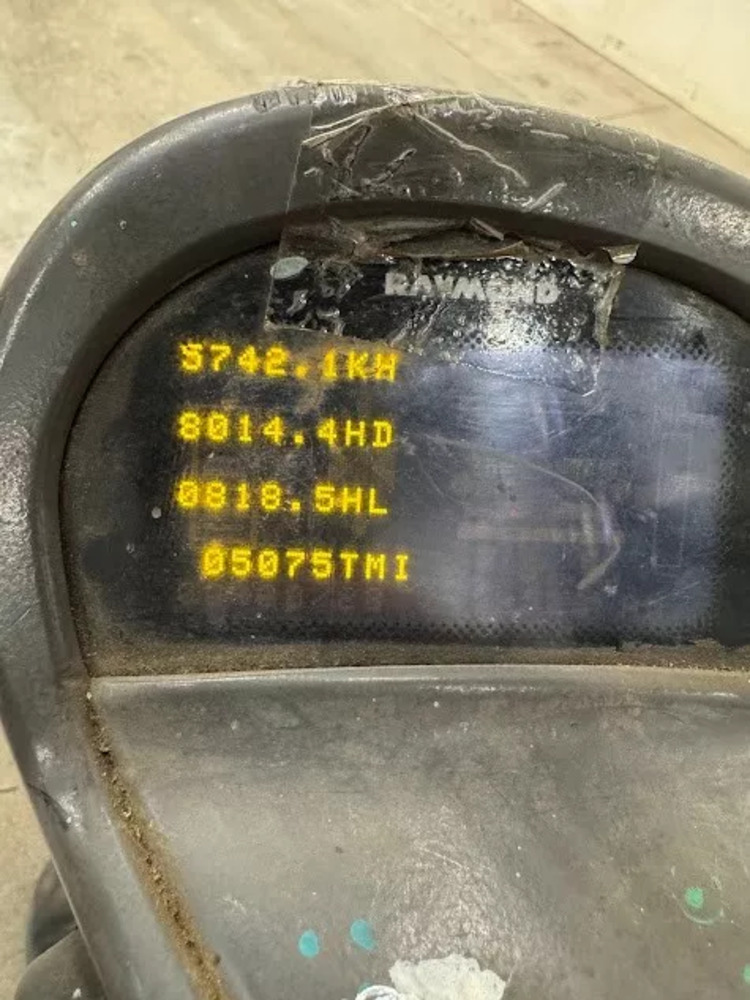 RAYMOND
5742.1KH
8014.4HD
0818.5HL
05075TMI